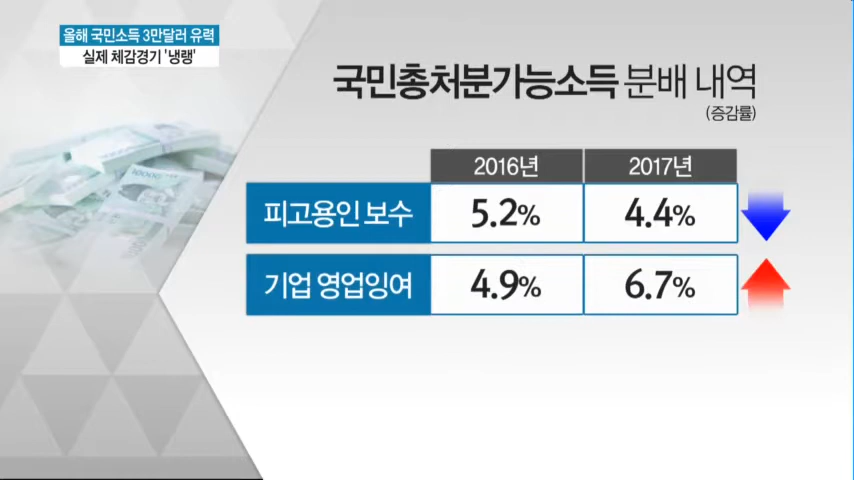 올해 국민소득 3만달러 유력
실제 체감경기 '냉랭'
국민총처분가능소득 분배 내역
(증감률)
2016년 2017년
피고용인 보수 5.2% 4.4%
기업 영업잉여 4.9% 6.7%
10000